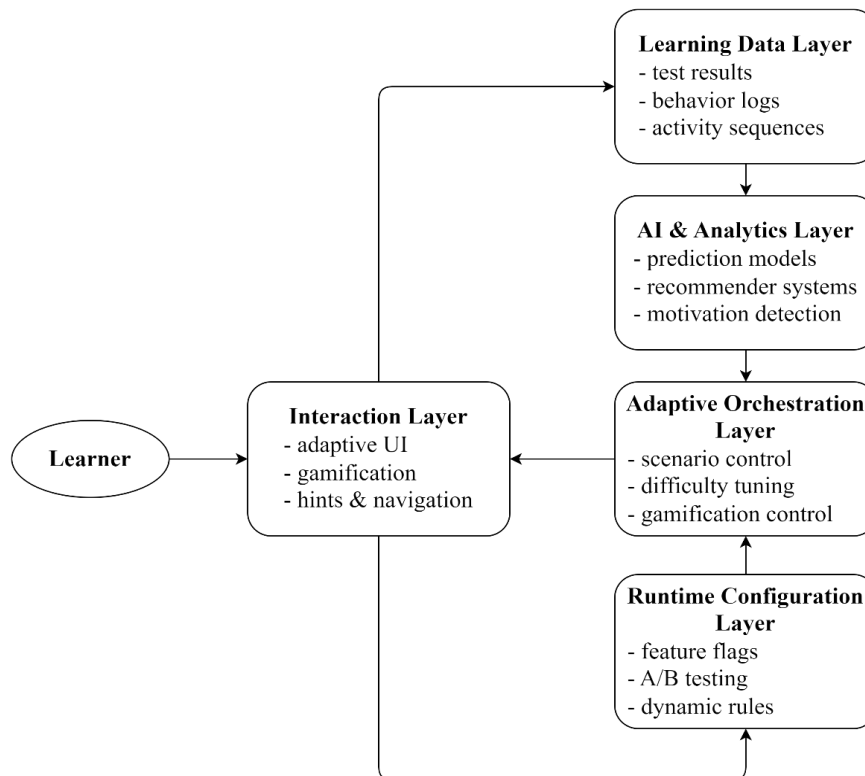 Learning Data Layer
- test results
- behavior logs
- activity sequences
AI & Analytics Layer
- prediction models
- recommender systems
- motivation detection
Learner
Interaction Layer
- adaptive UI
- gamification
- hints & navigation
Adaptive Orchestration
Layer
- scenario control
- difficulty tuning
- gamification control
Runtime Configuration
Layer
- feature flags
- A/B testing
- dynamic rules